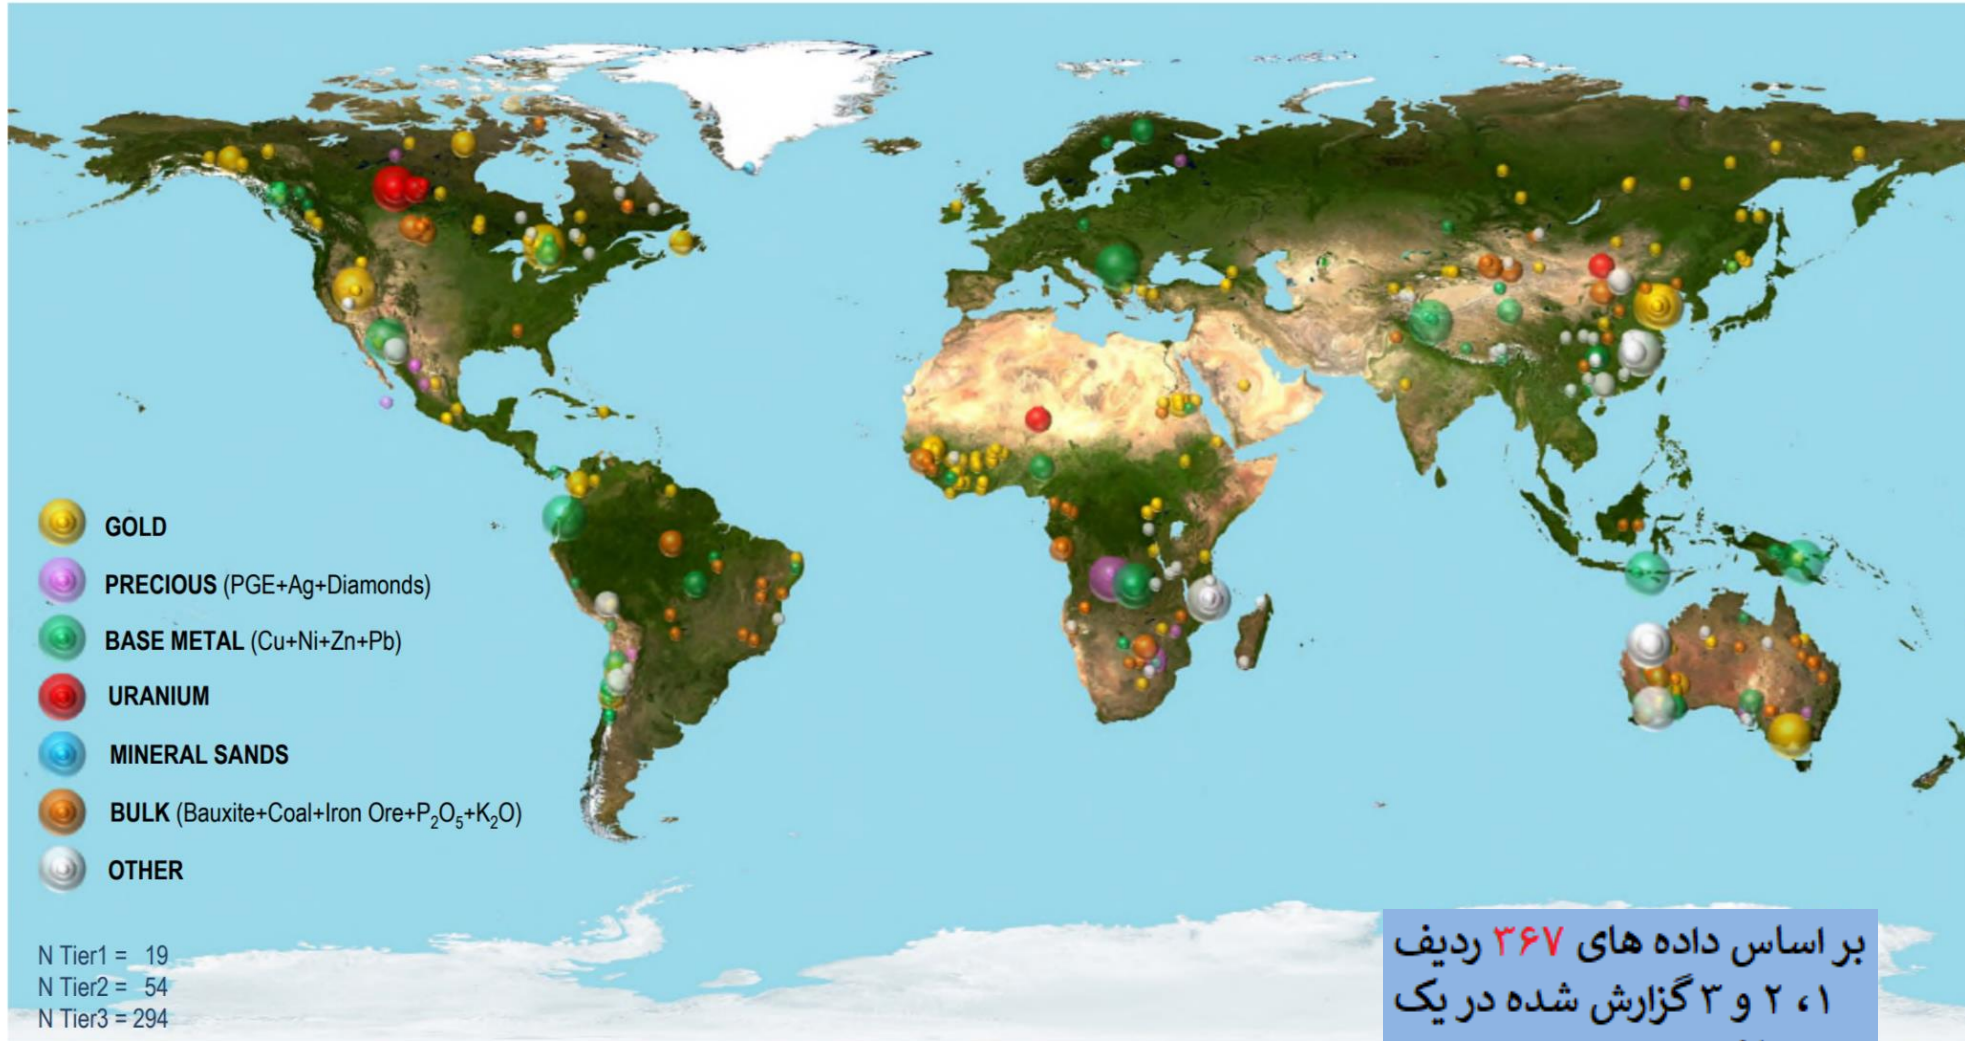 GOLD
PRECIOUS (PGE+Ag+Diamonds)
BASE METAL (Cu+Ni+Zn+Pb)
URANIUM
MINERAL SANDS
BULK (Bauxite+Coal+Iron Ore+P₂O₅+K₂O)
OTHER
N Tier1 = 19
N Tier2 = 54
N Tier3 = 294
بر اساس داده های ۳۶۷ ردیف
۱، ۲ و ۳ گزارش شده در یک